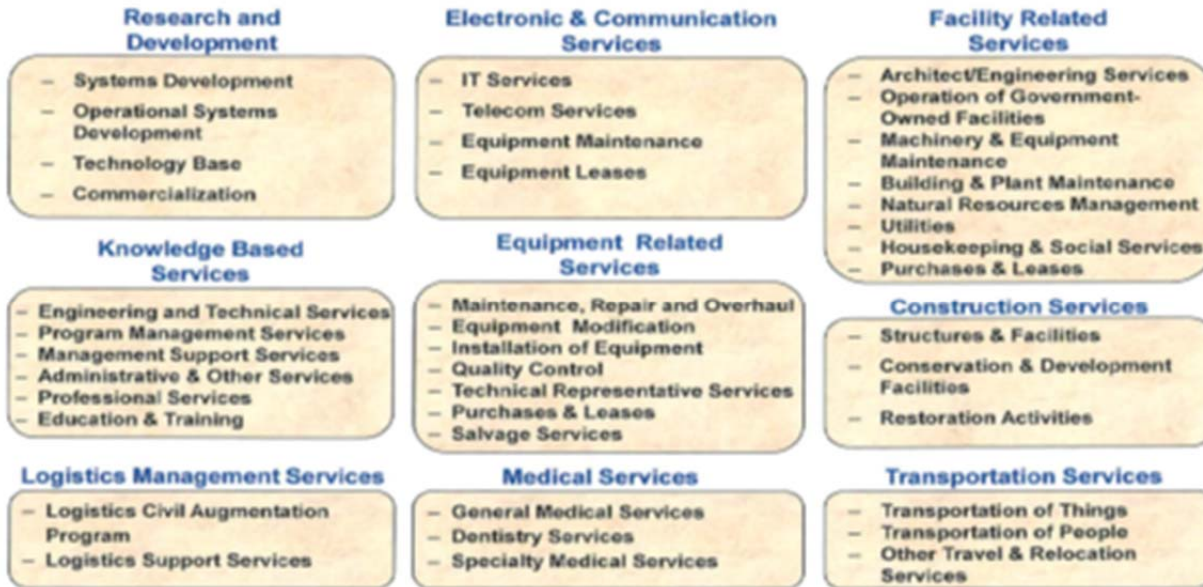 Research and
Development
– Systems Development
– Operational Systems
Development
– Technology Base
– Commercialization
Electronic & Communication
Services
– IT Services
– Telecom Services
– Equipment Maintenance
– Equipment Leases
Facility Related
Services
– Architect/Engineering Services
– Operation of Government-
Owned Facilities
– Machinery & Equipment
Maintenance
– Building & Plant Maintenance
– Natural Resources Management
– Utilities
– Housekeeping & Social Services
– Purchases & Leases
Knowledge Based
Services
– Engineering and Technical Services
– Program Management Services
– Management Support Services
– Administrative & Other Services
– Professional Services
– Education & Training
Equipment Related
Services
– Maintenance, Repair and Overhaul
– Equipment Modification
– Installation of Equipment
– Quality Control
– Technical Representative Services
– Purchases & Leases
– Salvage Services
Construction Services
– Structures & Facilities
– Conservation & Development
Facilities
– Restoration Activities
Logistics Management Services
– Logistics Civil Augmentation
Program
– Logistics Support Services
Medical Services
– General Medical Services
– Dentistry Services
– Specialty Medical Services
Transportation Services
– Transportation of Things
– Transportation of People
– Other Travel & Relocation
Services